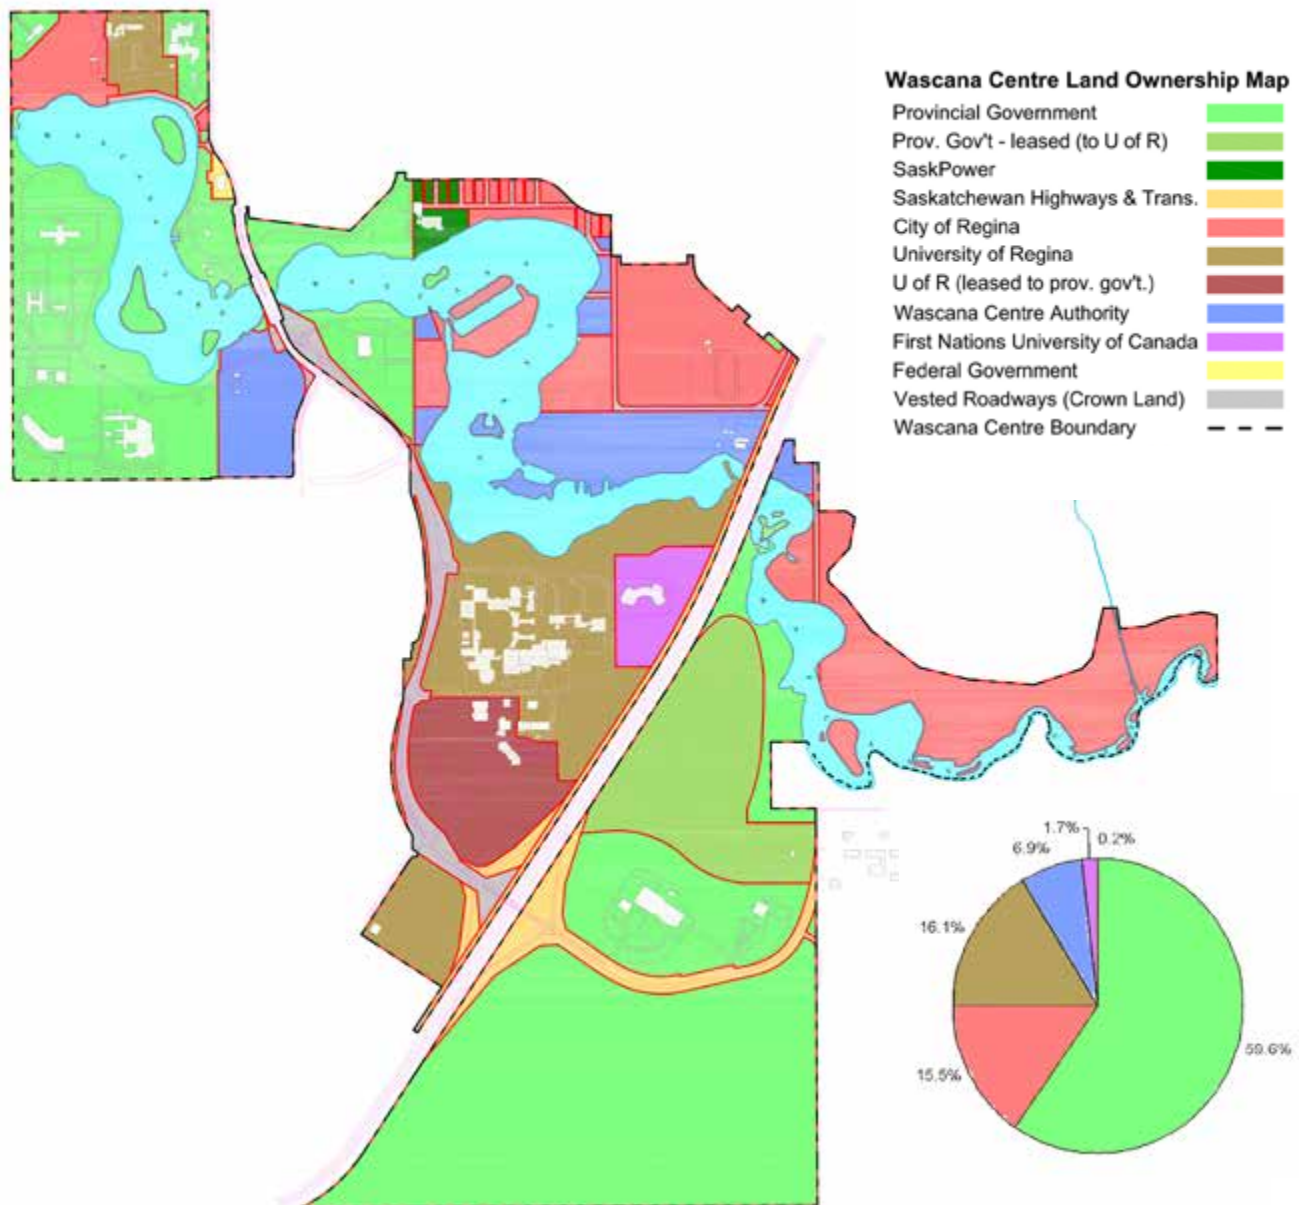 Wascana Centre Land Ownership Map
Provincial Government
Prov. Gov't - leased (to U of R)
SaskPower
Saskatchewan Highways & Trans.
City of Regina
University of Regina
U of R (leased to prov. gov't.)
Wascana Centre Authority
First Nations University of Canada
Federal Government
Vested Roadways (Crown Land)
Wascana Centre Boundary
1.7%
0.2%
6.9%
16.1%
59.6%
15.5%